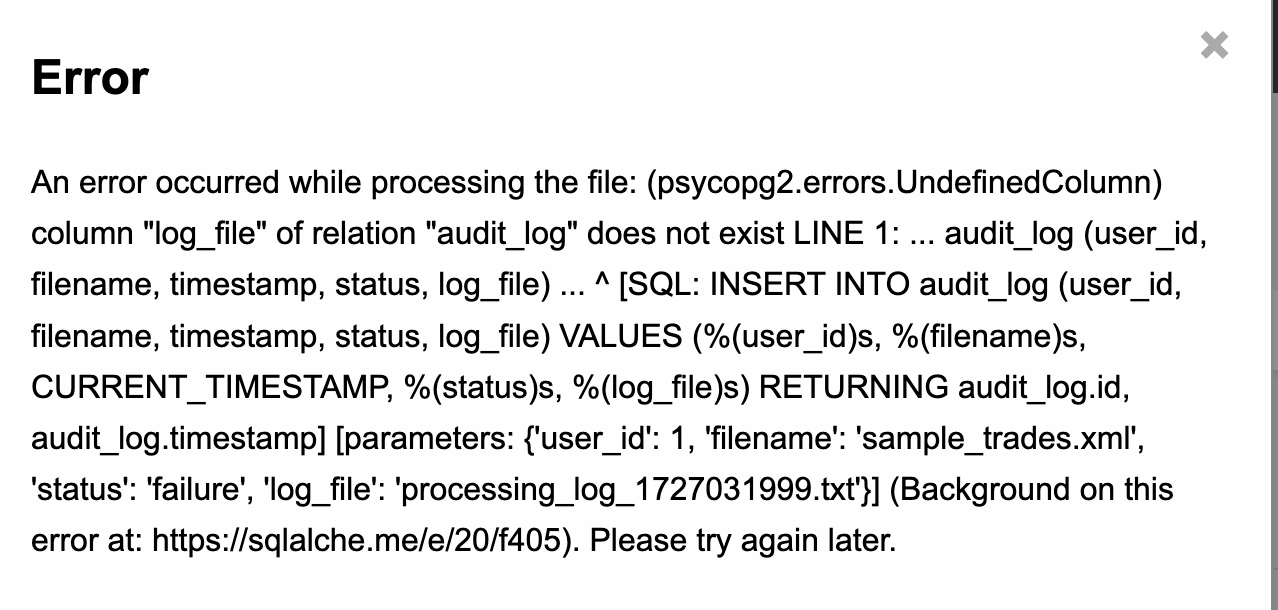 Error
An error occurred while processing the file: (psycopg2.errors.UndefinedColumn)
column "log_file" of relation "audit_log" does not exist LINE 1: ... audit_log (user_id,
filename, timestamp, status, log_file) ... ^ [SQL: INSERT INTO audit_log (user_id,
filename, timestamp, status, log_file) VALUES (%(user_id)s, %(filename)s,
CURRENT_TIMESTAMP, %(status)s, %(log_file)s) RETURNING audit_log.id,
audit_log.timestamp] [parameters: {'user_id': 1, 'filename': 'sample_trades.xml',
'status': 'failure', 'log_file': 'processing_log_1727031999.txt'}] (Background on this
error at: https://sqlalche.me/e/20/f405). Please try again later.